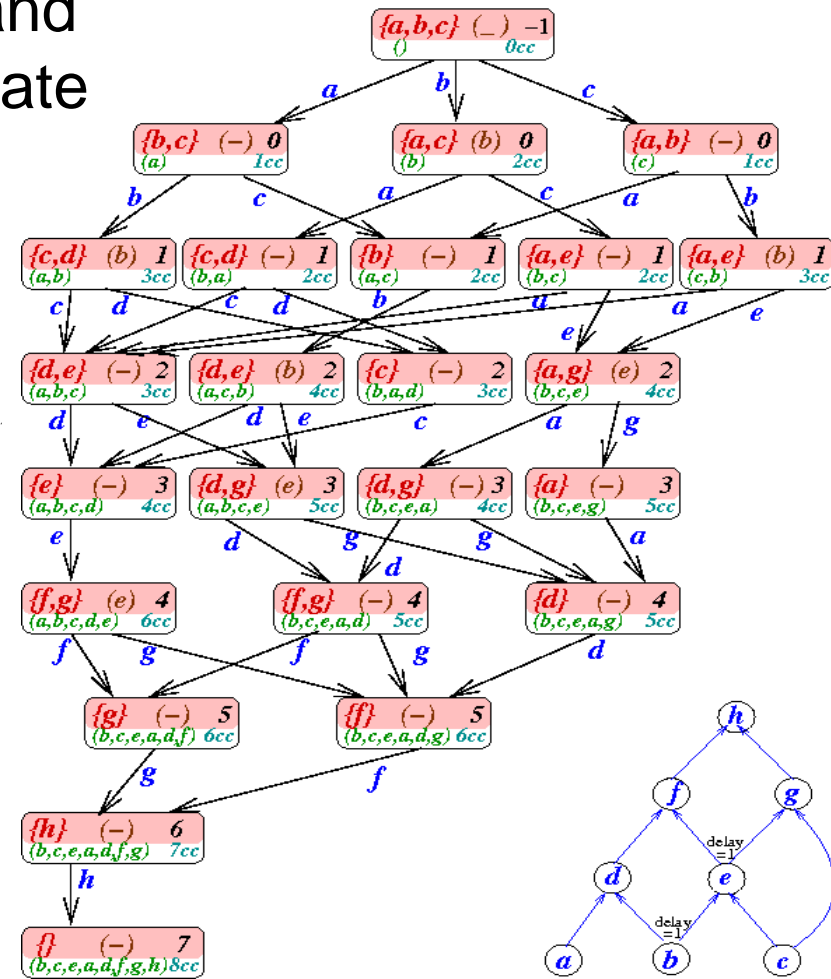 and
ate
{a,b,c} (_) -1
() 0cc
a b c
{b,c} (-) 0
(a) 1cc
{a,c} (b) 0
(b) 2cc
{a,b} (-) 0
(c) 1cc
b c a c a b
{c,d} (b) 1
(a,b) 3cc
{c,d} (-) 1
(b,a) 2cc
{b} (-) 1
(a,c) 2cc
{a,e} (-) 1
(b,c) 2cc
{a,e} (b) 1
(c,b) 3cc
c d c d b a e a e
{d,e} (-) 2
(a,b,c) 3cc
{d,e} (b) 2
(a,c,b) 4cc
{c} (-) 2
(b,a,d) 3cc
{a,g} (e) 2
(b,c,e) 4cc
d e d e c a g
{e} (-) 3
(a,b,c,d) 4cc
{d,g} (e) 3
(a,b,c,e) 5cc
{d,g} (-) 3
(b,c,e,a) 4cc
{a} (-) 3
(b,c,e,g) 5cc
e d g d g a
{f,g} (e) 4
(a,b,c,d,e) 6cc
{f,g} (-) 4
(b,c,e,a,d) 5cc
{d} (-) 4
(b,c,e,a,g) 5cc
f g f g d
{g} (-) 5
(b,c,e,a,d,f) 6cc
{f} (-) 5
(b,c,e,a,d,g) 6cc
g f
{h} (-) 6
(b,c,e,a,d,f,g) 7cc
h
{} (-) 7
(b,c,e,a,d,f,g,h) 8cc
h
f g
delay
=1
d e
delay
=1
a b c